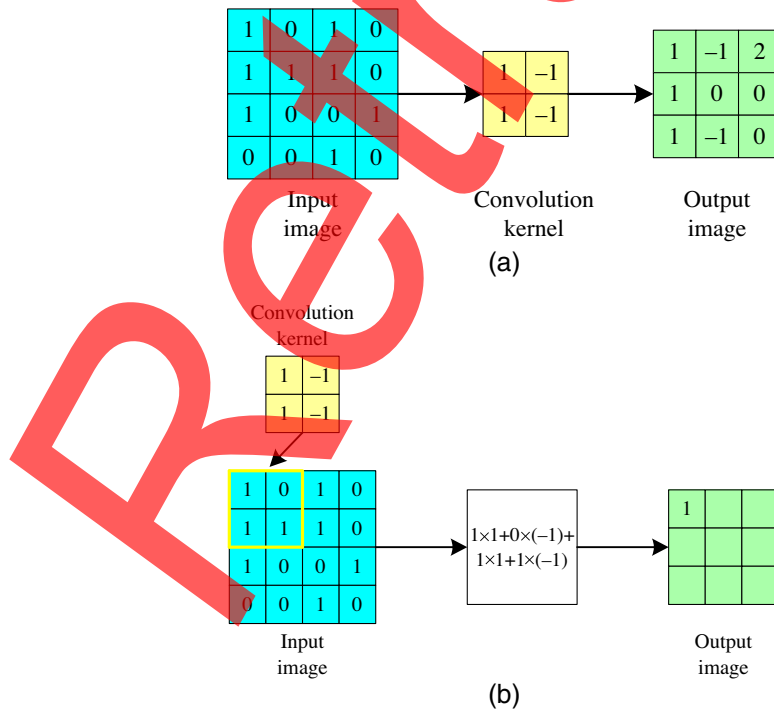 1 0 1 0
1 1 1 0
1 0 0 1
0 0 1 0
Input
image
1 –1
1 –1
Convolution
kernel
1 –1 2
1 0 0
1 –1 0
Output
image
(a)
Convolution
kernel
1 –1
1 –1
1 0 1 0
1 1 1 0
1 0 0 1
0 0 1 0
Input
image
1×1+0×(–1)+
1×1+1×(–1)
1
Output
image
(b)
Ret